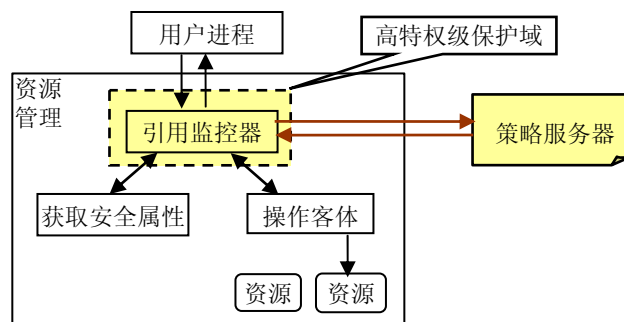 用户进程
高特权级保护域
资源
管理
引用监控器
策略服务器
获取安全属性
操作客体
资源
资源